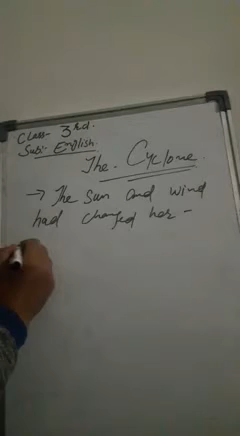 Class- 3rd.
Sub:- English.
The. Cyclone.
→ The Sun and wind
had changed her -